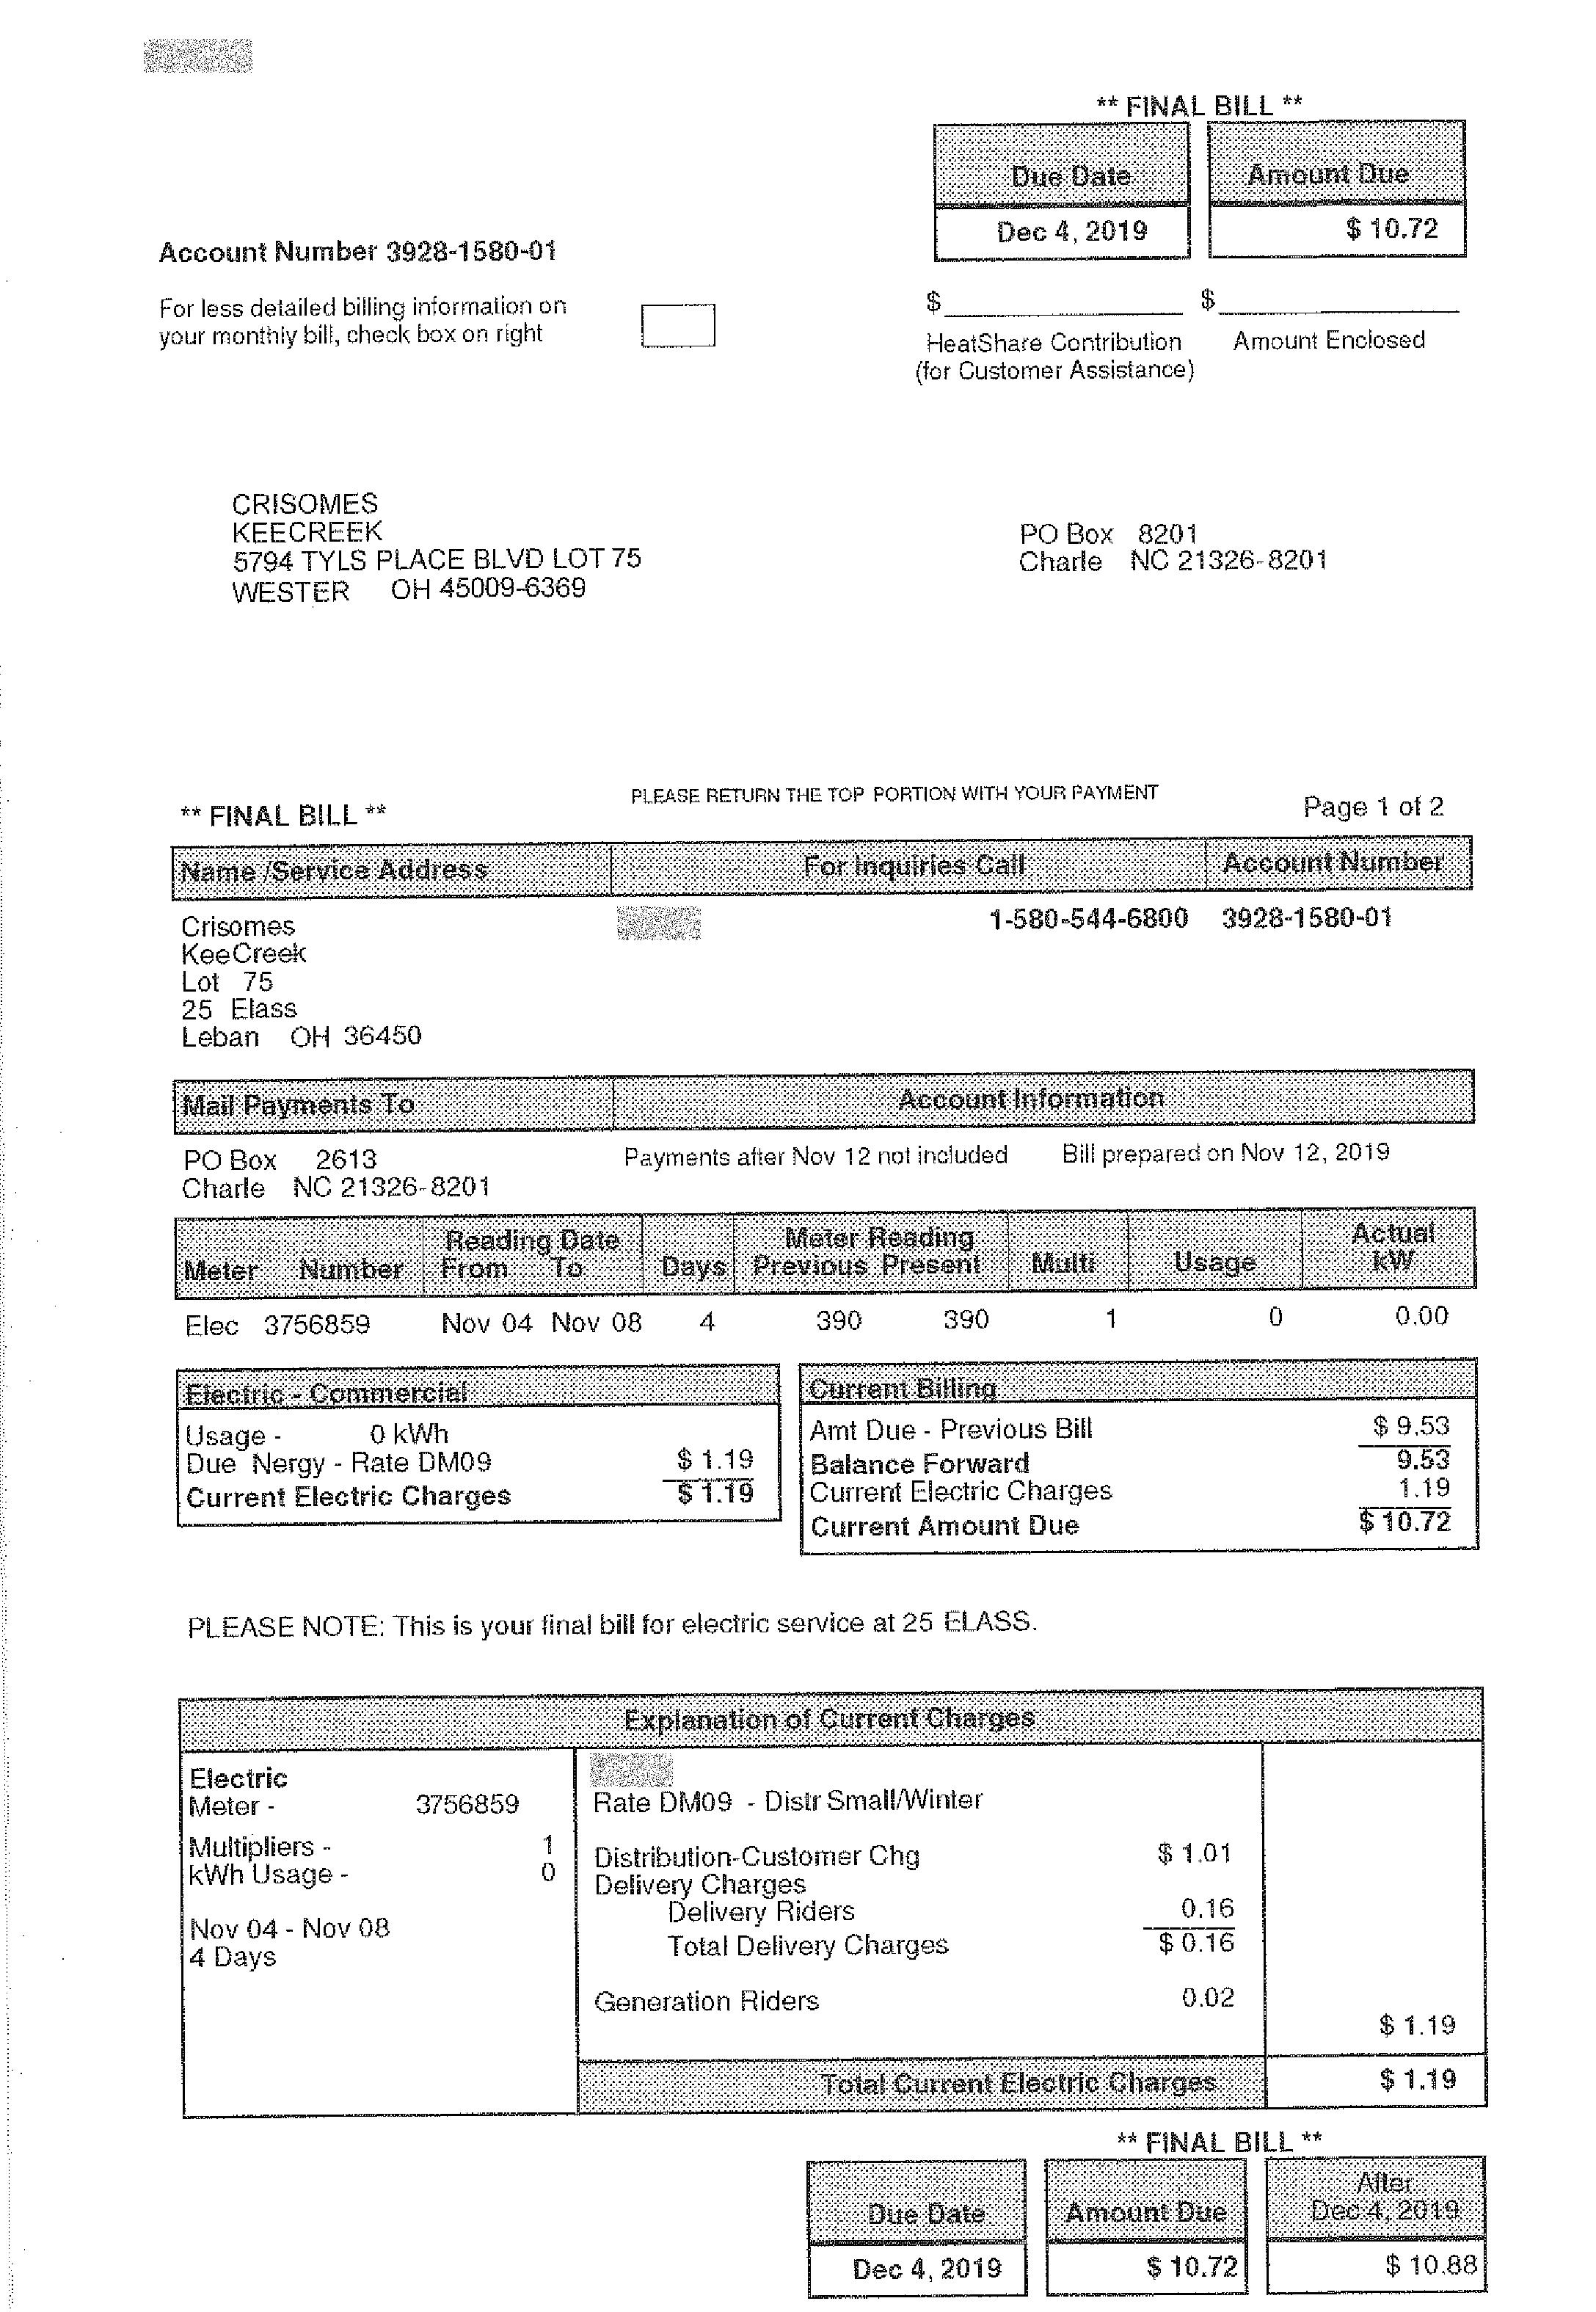 ** FINAL BILL **
Due Date Amount Due
Dec 4, 2019 $ 10.72
Account Number 3928-1580-01
For less detailed billing information on
your monthly bill, check box on right
$ $
HeatShare Contribution Amount Enclosed
(for Customer Assistance)
CRISOMES
KEECREEK
5794 TYLS PLACE BLVD LOT 75
WESTER OH 45009-6369
PO Box 8201
Charle NC 21326-8201
PLEASE RETURN THE TOP PORTION WITH YOUR PAYMENT
** FINAL BILL ** Page 1 of 2
Name /Service Address For Inquiries Call Account Number
Crisomes 1-580-544-6800 3928-1580-01
KeeCreek
Lot 75
25 Elass
Leban OH 36450
Mail Payments To Account Information
PO Box 2613 Payments after Nov 12 not included Bill prepared on Nov 12, 2019
Charle NC 21326-8201
Reading Date Meter Reading Actual
Meter Number From To Days Previous Present Multi Usage kW
Elec 3756859 Nov 04 Nov 08 4 390 390 1 0 0.00
Electric - Commercial
Usage - 0 kWh
Due Nergy - Rate DM09 $ 1.19
Current Electric Charges $ 1.19
Current Billing
Amt Due - Previous Bill $ 9.53
Balance Forward 9.53
Current Electric Charges 1.19
Current Amount Due $ 10.72
PLEASE NOTE: This is your final bill for electric service at 25 ELASS.
Explanation of Current Charges
Electric
Meter - 3756859
Multipliers - 1
kWh Usage - 0
Nov 04 - Nov 08
4 Days
Rate DM09 - Distr Small/Winter
Distribution-Customer Chg $ 1.01
Delivery Charges
Delivery Riders 0.16
Total Delivery Charges $ 0.16
Generation Riders 0.02
$ 1.19
Total Current Electric Charges $ 1.19
** FINAL BILL **
Due Date Amount Due After
Dec 4, 2019
Dec 4, 2019 $ 10.72 $ 10.88